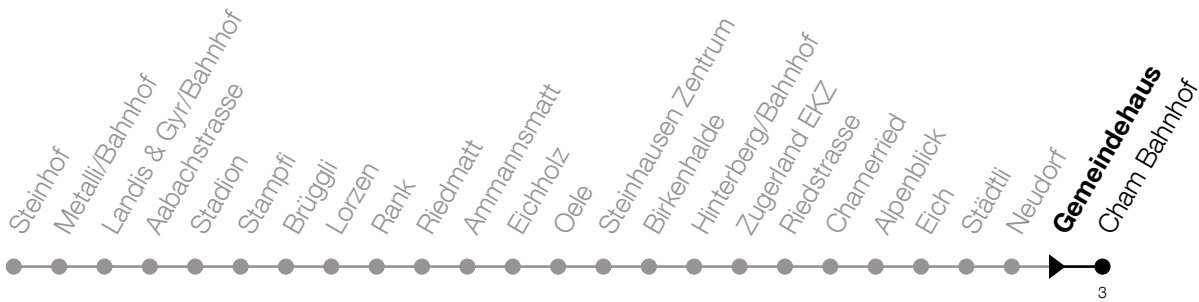 Steinhof
Metalli/Bahnhof
Landis & Gyr/Bahnhof
Aabachstrasse
Stadion
Stampfi
Brüggli
Lorzen
Rank
Riedmatt
Ammannsmatt
Eichholz
Oele
Steinhausen Zentrum
Birkenhalde
Hinterberg/Bahnhof
Zugerland EKZ
Riedstrasse
Chamerried
Alpenblick
Eich
Städtli
Neudorf
Gemeindehaus
Cham Bahnhof
3